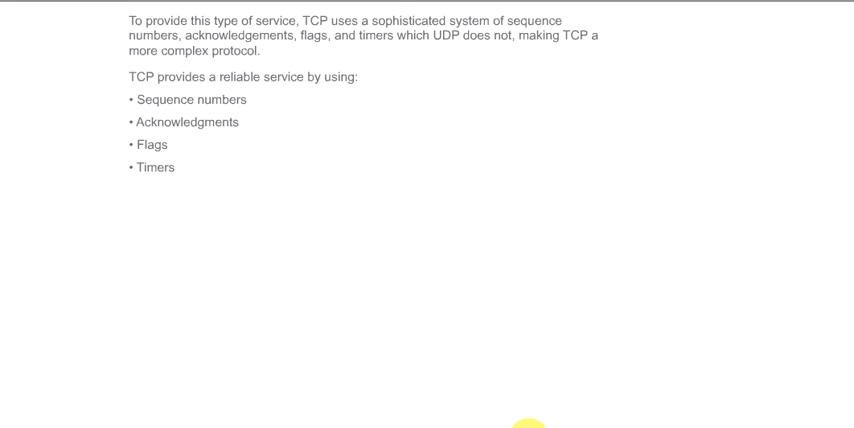 To provide this type of service, TCP uses a sophisticated system of sequence
numbers, acknowledgements, flags, and timers which UDP does not, making TCP a
more complex protocol.
TCP provides a reliable service by using:
• Sequence numbers
• Acknowledgments
• Flags
• Timers